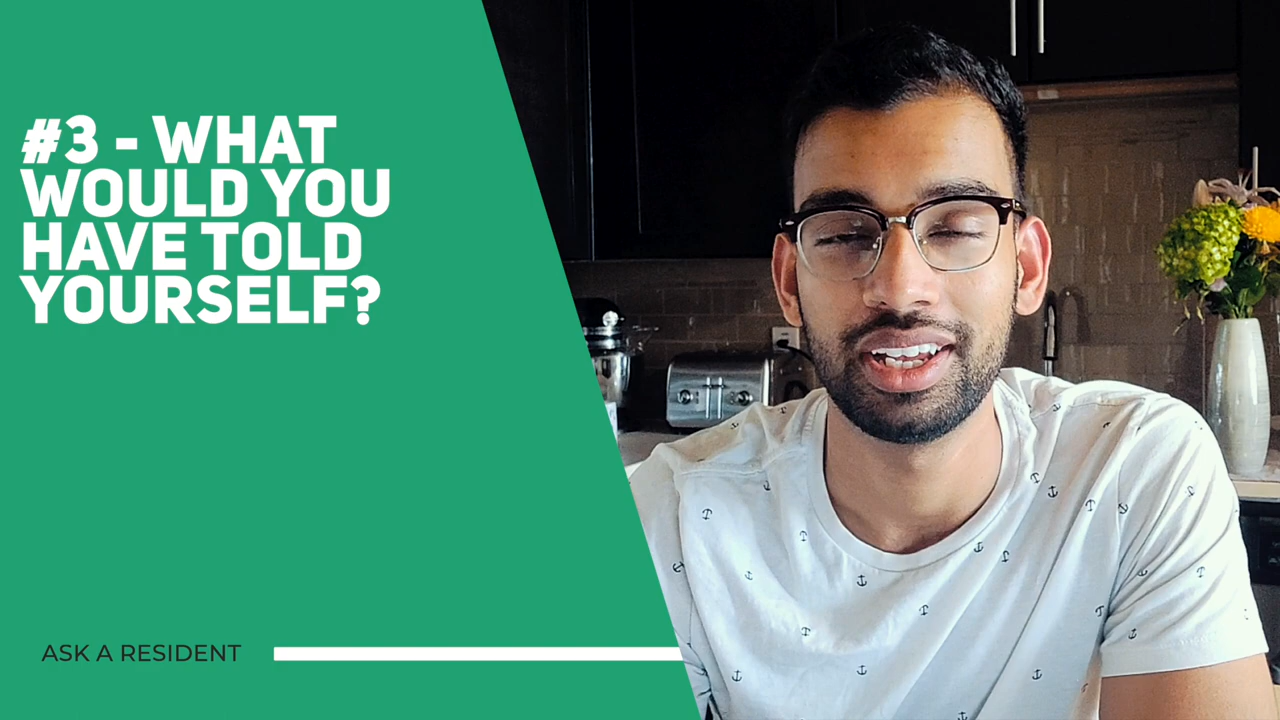 #3 - WHAT
WOULD YOU
HAVE TOLD
YOURSELF?
ASK A RESIDENT